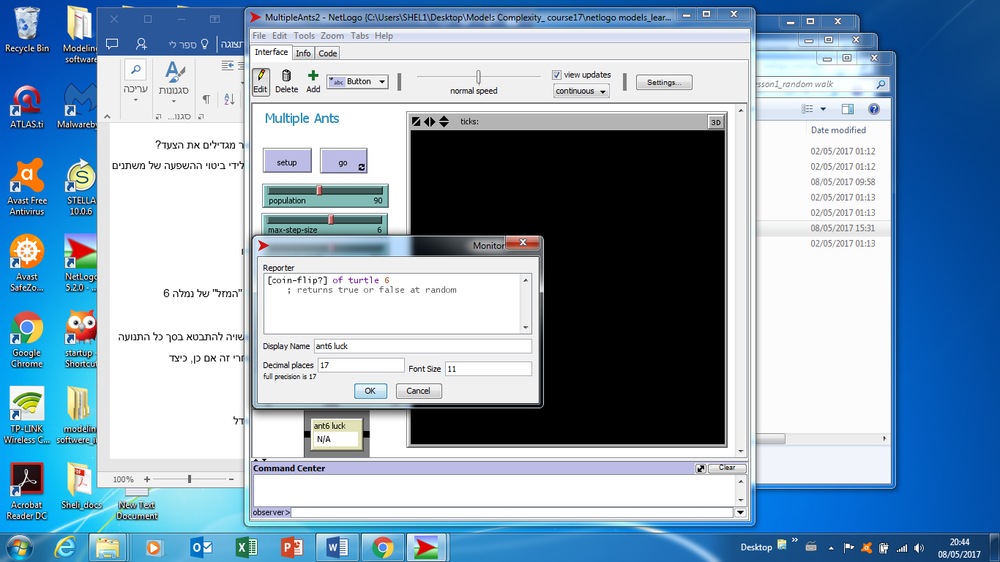 Recycle Bin
Modeling
software
ATLAS.ti
Malwareby
Avast Free
Antivirus
STELLA
10.0.6
Avast
SafeZo...
NetLogo
5.2.0 - ...
Google
Chrome
startup -
Shortcut
TP-LINK
Wireless C...
modeling
Acrobat
Reader DC
Sheli_docs
New Text
Document
ספר לי
תצוגה
עריכה
סגנונות
סגנו...
ר מגדילים את הצעד?
לידי ביטוי ההשפעה של משתנים
"המזל" של נמלה 6
שויה להתבטא בסך כל התנועה
חרי זה אם כן, כיצד
דל
100%
MultipleAnts2 - NetLogo {C:\Users\SHEL1\Desktop\Models Complexity_ course17\netlogo models_lear...
File Edit Tools Zoom Tabs Help
Interface Info Code
Edit Delete Add
abc Button
normal speed
view updates
continuous
Settings...
Multiple Ants
ticks:
3D
setup
go
population 90
max-step-size 6
Monitor
Reporter
[coin-flip?] of turtle 6
; returns true or false at random
Display Name ant6 luck
Decimal places 17
full precision is 17
Font Size 11
OK
Cancel
ant6 luck
N/A
Command Center
Clear
observer>
esson1_random walk
Date modified
02/05/2017 01:12
02/05/2017 01:12
08/05/2017 09:58
02/05/2017 01:13
02/05/2017 01:13
08/05/2017 15:31
02/05/2017 01:13
Desktop
20:44
08/05/2017